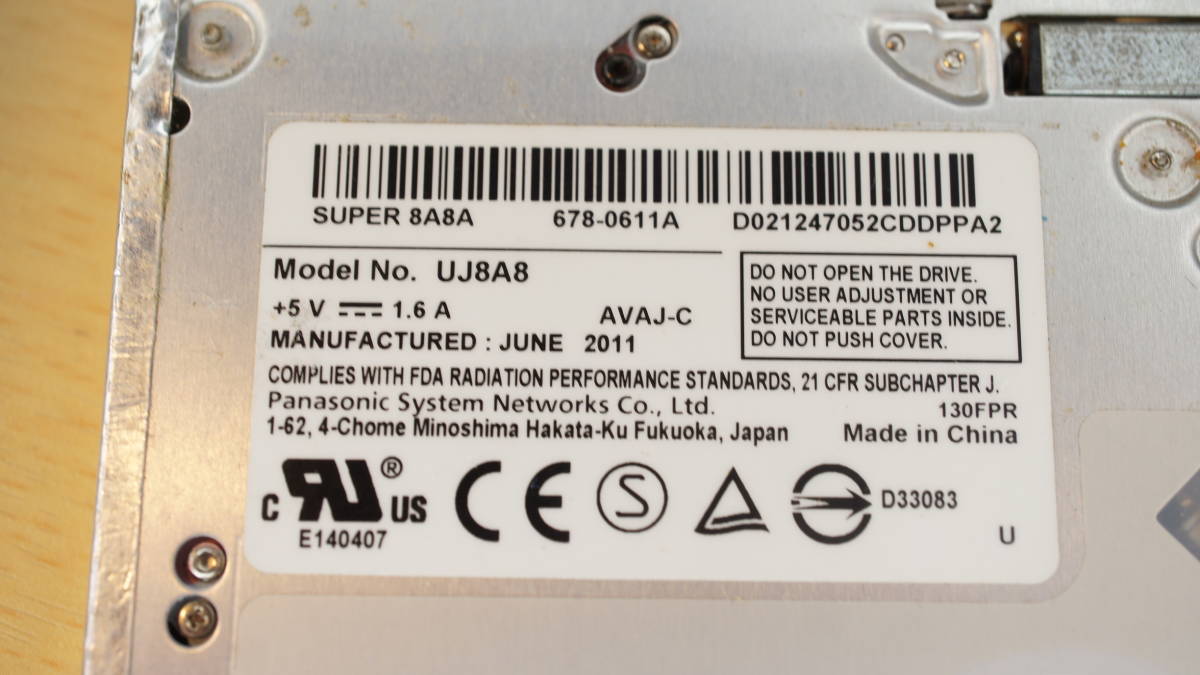 SUPER 8A8A 678-0611A D021247052CDDPPA2
Model No. UJ8A8
+5 V 1.6 A AVAJ-C
MANUFACTURED : JUNE 2011
DO NOT OPEN THE DRIVE.
NO USER ADJUSTMENT OR
SERVICEABLE PARTS INSIDE.
DO NOT PUSH COVER.
COMPLIES WITH FDA RADIATION PERFORMANCE STANDARDS, 21 CFR SUBCHAPTER J.
Panasonic System Networks Co., Ltd. 130FPR
1-62, 4-Chome Minoshima Hakata-Ku Fukuoka, Japan Made in China
C RU ® US CE S D33083
E140407 U